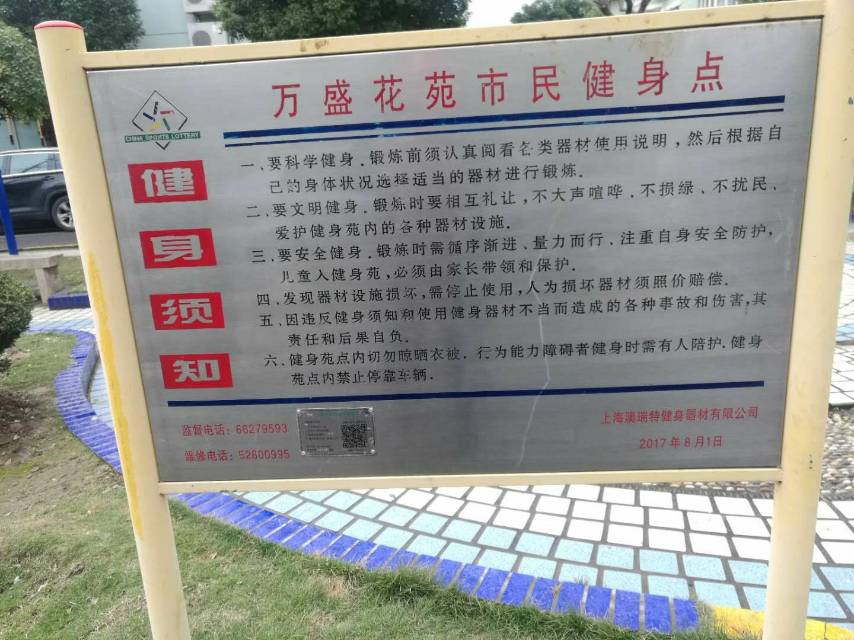 万盛花苑市民健身点
CHINA SPORTS LOTTERY
健身须知
一、要科学健身.锻炼前须认真阅看各类器材使用说明，然后根据自
己的身体状况选择适当的器材进行锻炼.
二、要文明健身.锻炼时要相互礼让，不大声喧哗、不损绿、不扰民、
爱护健身苑内的各种器材设施.
三、要安全健身.锻炼时需循序渐进、量力而行、注重自身安全防护，
儿童入健身苑，必须由家长带领和保护.
四、发现器材设施损坏，需停止使用，人为损坏器材须照价赔偿.
五、因违反健身须知和使用健身器材不当而造成的各种事故和伤害，其
责任和后果自负.
六、健身苑点内切勿晾晒衣被.行为能力障碍者健身时需有人陪护.健身
苑点内禁止停靠车辆.
监督电话：66279593
维修电话：52800995
上海澳瑞特健身器材有限公司
2017年8月1日